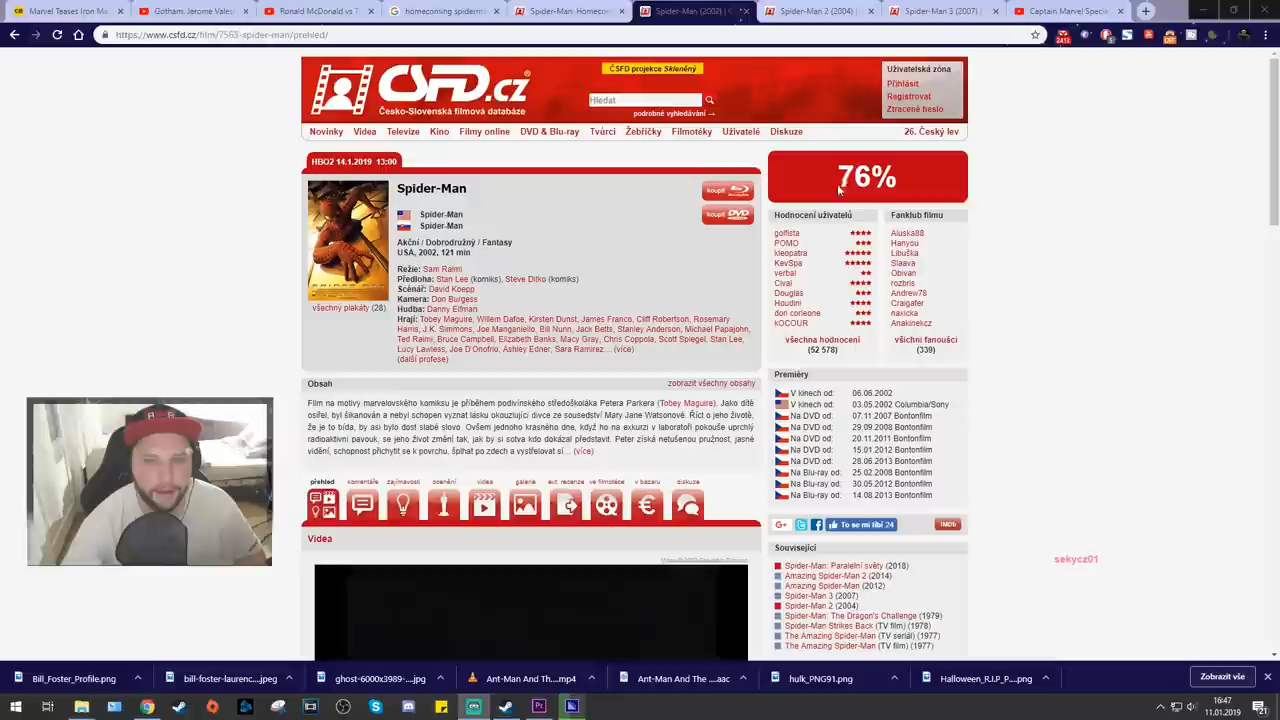 Marvel Teases Iron M
Gotham: Jerome Vales
Ronald McDonalds vs T
homecoming spider-m
Ant-Man: Homecoming
Spider-Man 2 (2004)
Spider-Man 3 (2007)
Captain Marvel Specia
https://www.csfd.cz/film/7563-spider-man/prehled/
2413
ČSFD.cz
Česko-Slovenská filmová databáze
ČSFD projekce Skleněný
Hledat
podrobné vyhledávání →
Uživatelská zóna
Přihlásit
Registrovat
Ztracené heslo
Novinky Videa Televize Kino Filmy online DVD & Blu-ray Tvůrci Žebříčky Filmotéky Uživatelé Diskuze 26. Český lev
HBO2 14.1.2019 13:00
Spider-Man
koupit Blu-ray
koupit DVD
Spider-Man
Spider-Man
Akční / Dobrodružný / Fantasy
USA, 2002, 121 min
Režie: Sam Raimi
Předloha: Stan Lee (komiks), Steve Ditko (komiks)
Scénář: David Koepp
Kamera: Don Burgess
Hudba: Danny Elfman
Hrají: Tobey Maguire, Willem Dafoe, Kirsten Dunst, James Franco, Cliff Robertson, Rosemary
Harris, J.K. Simmons, Joe Manganiello, Bill Nunn, Jack Betts, Stanley Anderson, Michael Papajohn,
Ted Raimi, Bruce Campbell, Elizabeth Banks, Macy Gray, Chris Coppola, Scott Spiegel, Stan Lee,
Lucy Lawless, Joe D'Onofrio, Ashley Edner, Sara Ramirez… (více)
(další profese)
všechny plakáty (28)
Obsah
zobrazit všechny obsahy
Film na motivy marvelovského komiksu je příběhem podivínského středoškoláka Petera Parkera (Tobey Maguire). Jako dítě
osiřel, byl šikanován a nebyl schopen vyznat lásku okouzlující dívce ze sousedství Mary Jane Watsonové. Říct o jeho životě,
že je to bída, by asi bylo dost slabé slovo. Ovšem jednoho krásného dne, když ho na exkurzi v laboratoři pokouše uprchlý
radioaktivní pavouk, se jeho život změní tak, jak by si sotva kdo dokázal představit. Peter získá netušenou pružnost, jasné
vidění, schopnost přichytit se k povrchu, šplhat po zdech a vystřelovat sí… (více)
přehled komentáře zajímavosti ocenění videa galerie ext. recenze ve filmotéce v bazaru diskuze
Videa
76%
Hodnocení uživatelů
golfista
POMO
kleopatra
KevSpa
verbal
Cival
Douglas
Houdini
don corleone
kOCOUR
všechna hodnocení
(52 578)
Fanklub filmu
Aluska88
Hanyou
Libuška
Slaava
Obivan
rozbris
Andrew78
Craigafer
naxicka
Anakinekcz
všichni fanoušci
(339)
Premiéry
V kinech od: 06.06.2002
V kinech od: 03.05.2002 Columbia/Sony
Na DVD od: 07.11.2007 Bontonfilm
Na DVD od: 29.09.2008 Bontonfilm
Na DVD od: 20.11.2011 Bontonfilm
Na DVD od: 15.01.2012 Bontonfilm
Na DVD od: 28.06.2013 Bontonfilm
Na Blu-ray od: 25.02.2008 Bontonfilm
Na Blu-ray od: 30.05.2012 Bontonfilm
Na Blu-ray od: 14.08.2013 Bontonfilm
G+
To se mi líbí 24
IMDb
Související
Spider-Man: Paralelní světy (2018)
Amazing Spider-Man 2 (2014)
Amazing Spider-Man (2012)
Spider-Man 3 (2007)
Spider-Man 2 (2004)
Spider-Man: The Dragon's Challenge (1979)
Spider-Man Strikes Back (TV film) (1978)
The Amazing Spider-Man (TV seriál) (1977)
The Amazing Spider-Man (TV film) (1977)
sekycz01
Bill_Foster_Profile.png
bill-foster-laurenc....jpg
ghost-6000x3989-....jpg
Ant-Man And The....mp4
Ant-Man And The ....aac
hulk_PNG91.png
Halloween_R.I.P_P....png
Zobrazit vše
21:09
11.01.2019
21